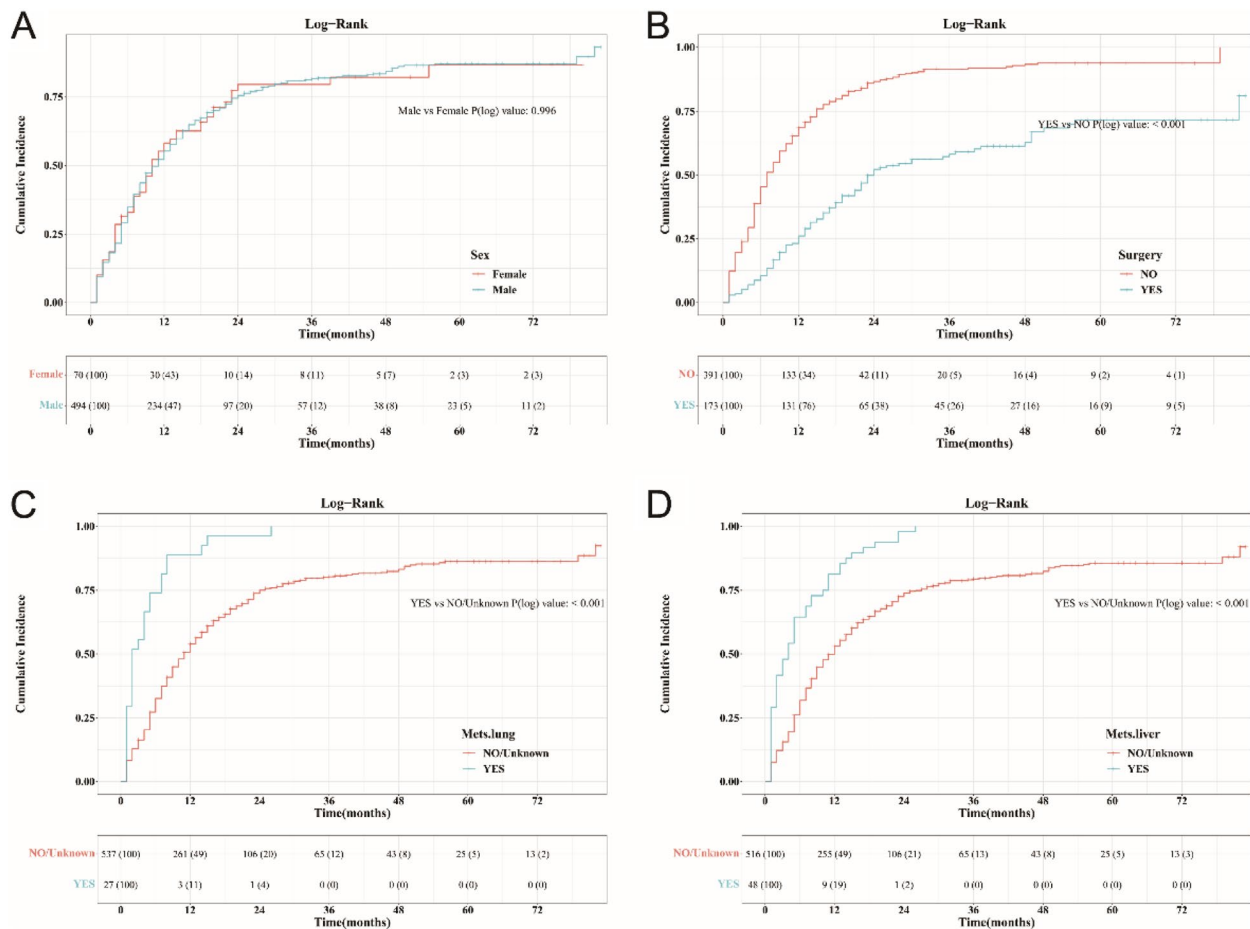 A
Log-Rank
1.00
0.75
0.50
0.25
0.00
Cumulative Incidence
Male vs Female P(log) value: 0.996
Sex
Female
Male
0 12 24 36 48 60 72
Time(months)
Female 70 (100) 30 (43) 10 (14) 8 (11) 5 (7) 2 (3) 2 (3)
Male 494 (100) 234 (47) 97 (20) 57 (12) 38 (8) 23 (5) 11 (2)
0 12 24 36 48 60 72
Time(months)
B
Log-Rank
1.00
0.75
0.50
0.25
0.00
Cumulative Incidence
YES vs NO P(log) value: < 0.001
Surgery
NO
YES
0 12 24 36 48 60 72
Time(months)
NO 391 (100) 133 (34) 42 (11) 20 (5) 16 (4) 9 (2) 4 (1)
YES 173 (100) 131 (76) 65 (38) 45 (26) 27 (16) 16 (9) 9 (5)
0 12 24 36 48 60 72
Time(months)
C
Log-Rank
1.00
0.75
0.50
0.25
0.00
Cumulative Incidence
YES vs NO/Unknown P(log) value: < 0.001
Mets.lung
NO/Unknown
YES
0 12 24 36 48 60 72
Time(months)
NO/Unknown 537 (100) 261 (49) 106 (20) 65 (12) 43 (8) 25 (5) 13 (2)
YES 27 (100) 3 (11) 1 (4) 0 (0) 0 (0) 0 (0) 0 (0)
0 12 24 36 48 60 72
Time(months)
D
Log-Rank
1.00
0.75
0.50
0.25
0.00
Cumulative Incidence
YES vs NO/Unknown P(log) value: < 0.001
Mets.liver
NO/Unknown
YES
0 12 24 36 48 60 72
Time(months)
NO/Unknown 516 (100) 255 (49) 106 (21) 65 (13) 43 (8) 25 (5) 13 (3)
YES 48 (100) 9 (19) 1 (2) 0 (0) 0 (0) 0 (0) 0 (0)
0 12 24 36 48 60 72
Time(months)